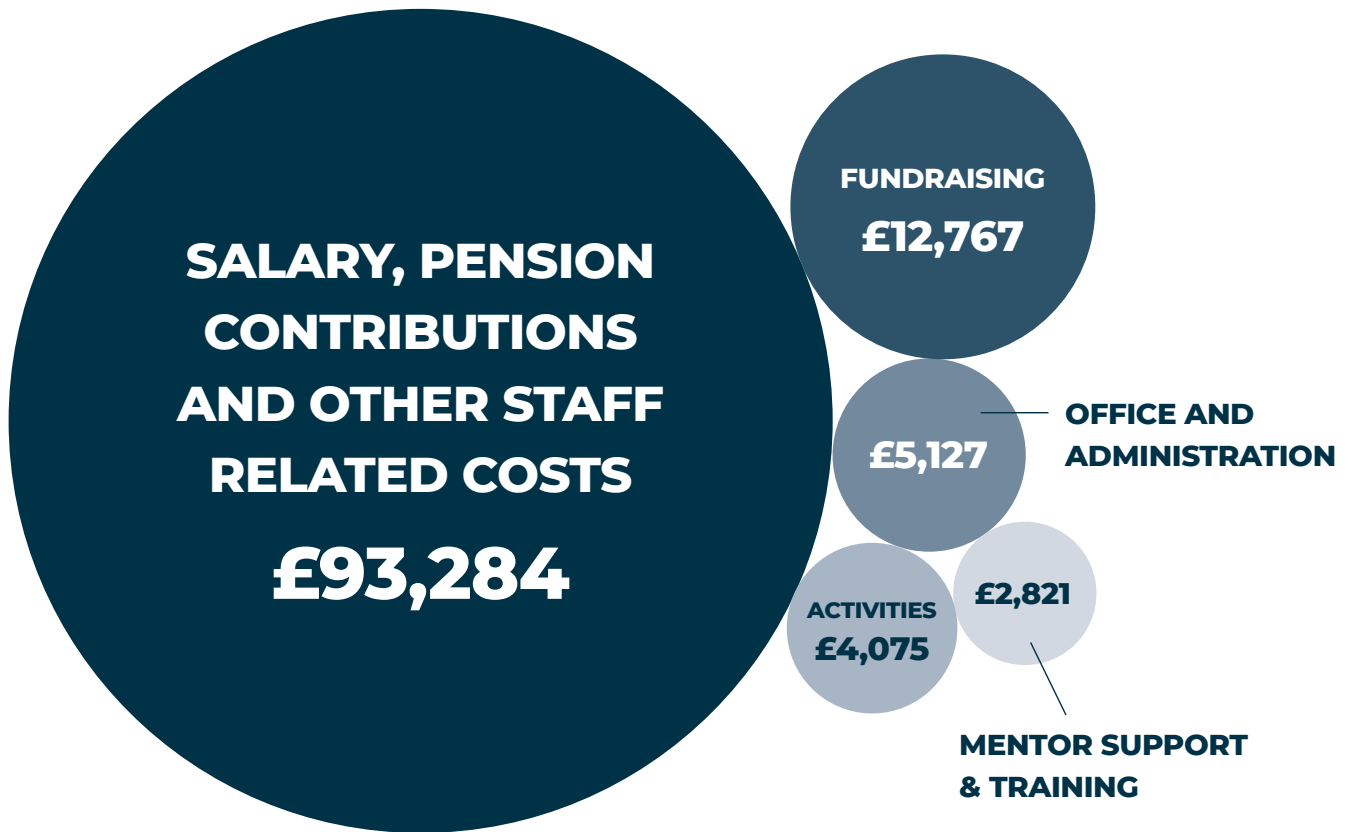 SALARY, PENSION
CONTRIBUTIONS
AND OTHER STAFF
RELATED COSTS
£93,284
FUNDRAISING
£12,767
£5,127
OFFICE AND
ADMINISTRATION
ACTIVITIES
£4,075
£2,821
MENTOR SUPPORT
& TRAINING